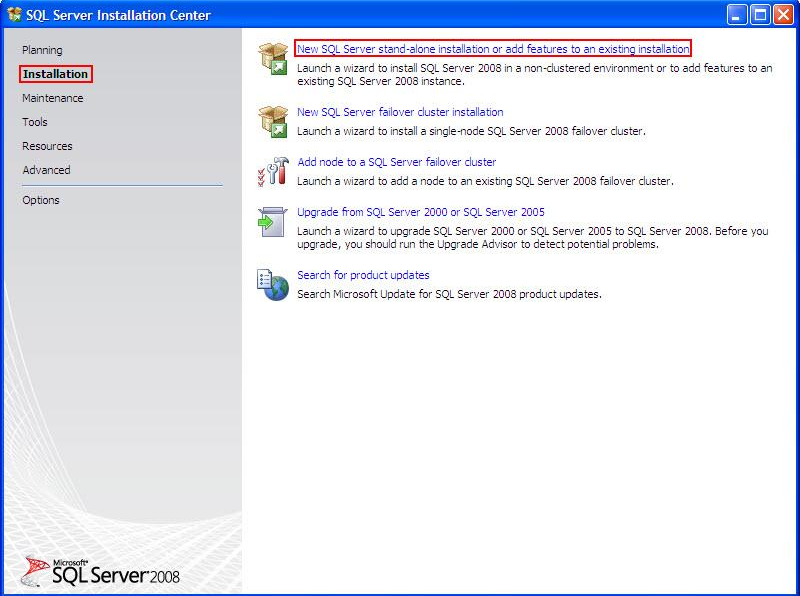 SQL Server Installation Center
Planning
Installation
Maintenance
Tools
Resources
Advanced
Options
New SQL Server stand-alone installation or add features to an existing installation
Launch a wizard to install SQL Server 2008 in a non-clustered environment or to add features to an
existing SQL Server 2008 instance.
New SQL Server failover cluster installation
Launch a wizard to install a single-node SQL Server 2008 failover cluster.
Add node to a SQL Server failover cluster
Launch a wizard to add a node to an existing SQL Server 2008 failover cluster.
Upgrade from SQL Server 2000 or SQL Server 2005
Launch a wizard to upgrade SQL Server 2000 or SQL Server 2005 to SQL Server 2008. Before you
upgrade, you should run the Upgrade Advisor to detect potential problems.
Search for product updates
Search Microsoft Update for SQL Server 2008 product updates.
Microsoft®
SQL Server 2008